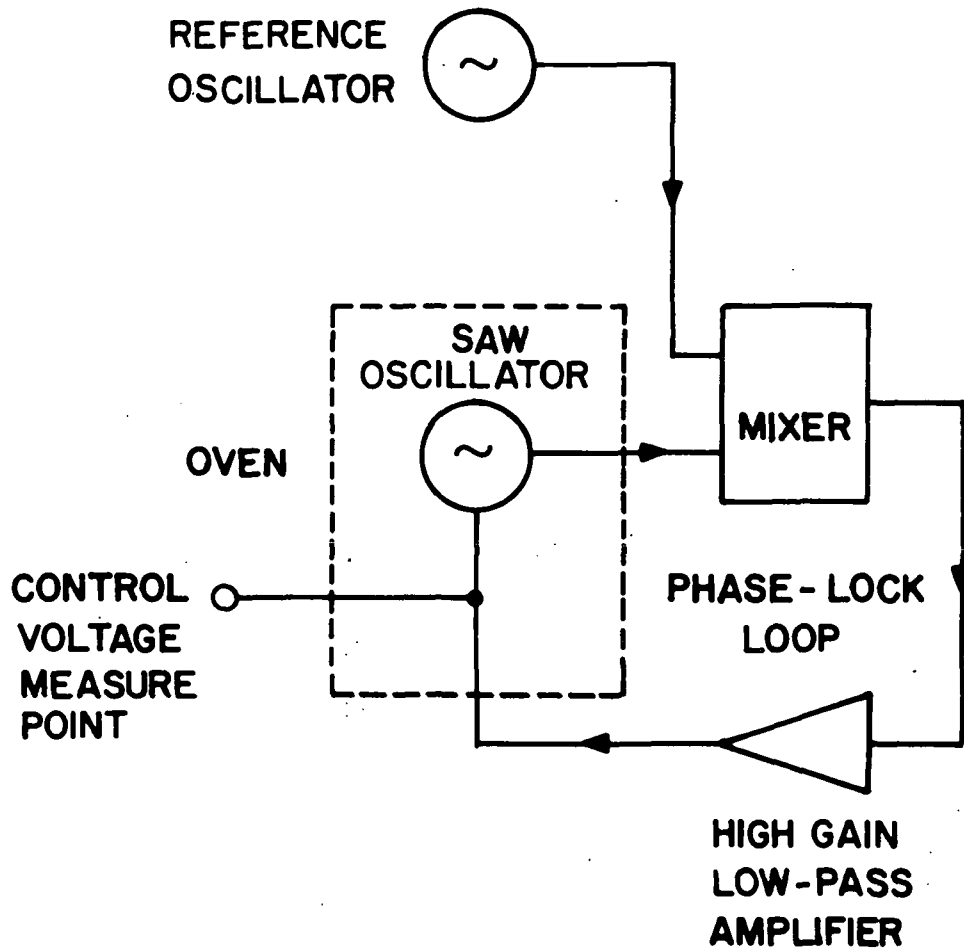 REFERENCE
OSCILLATOR
SAW
OSCILLATOR
MIXER
OVEN
CONTROL
VOLTAGE
MEASURE
POINT
PHASE-LOCK
LOOP
HIGH GAIN
LOW-PASS
AMPLIFIER